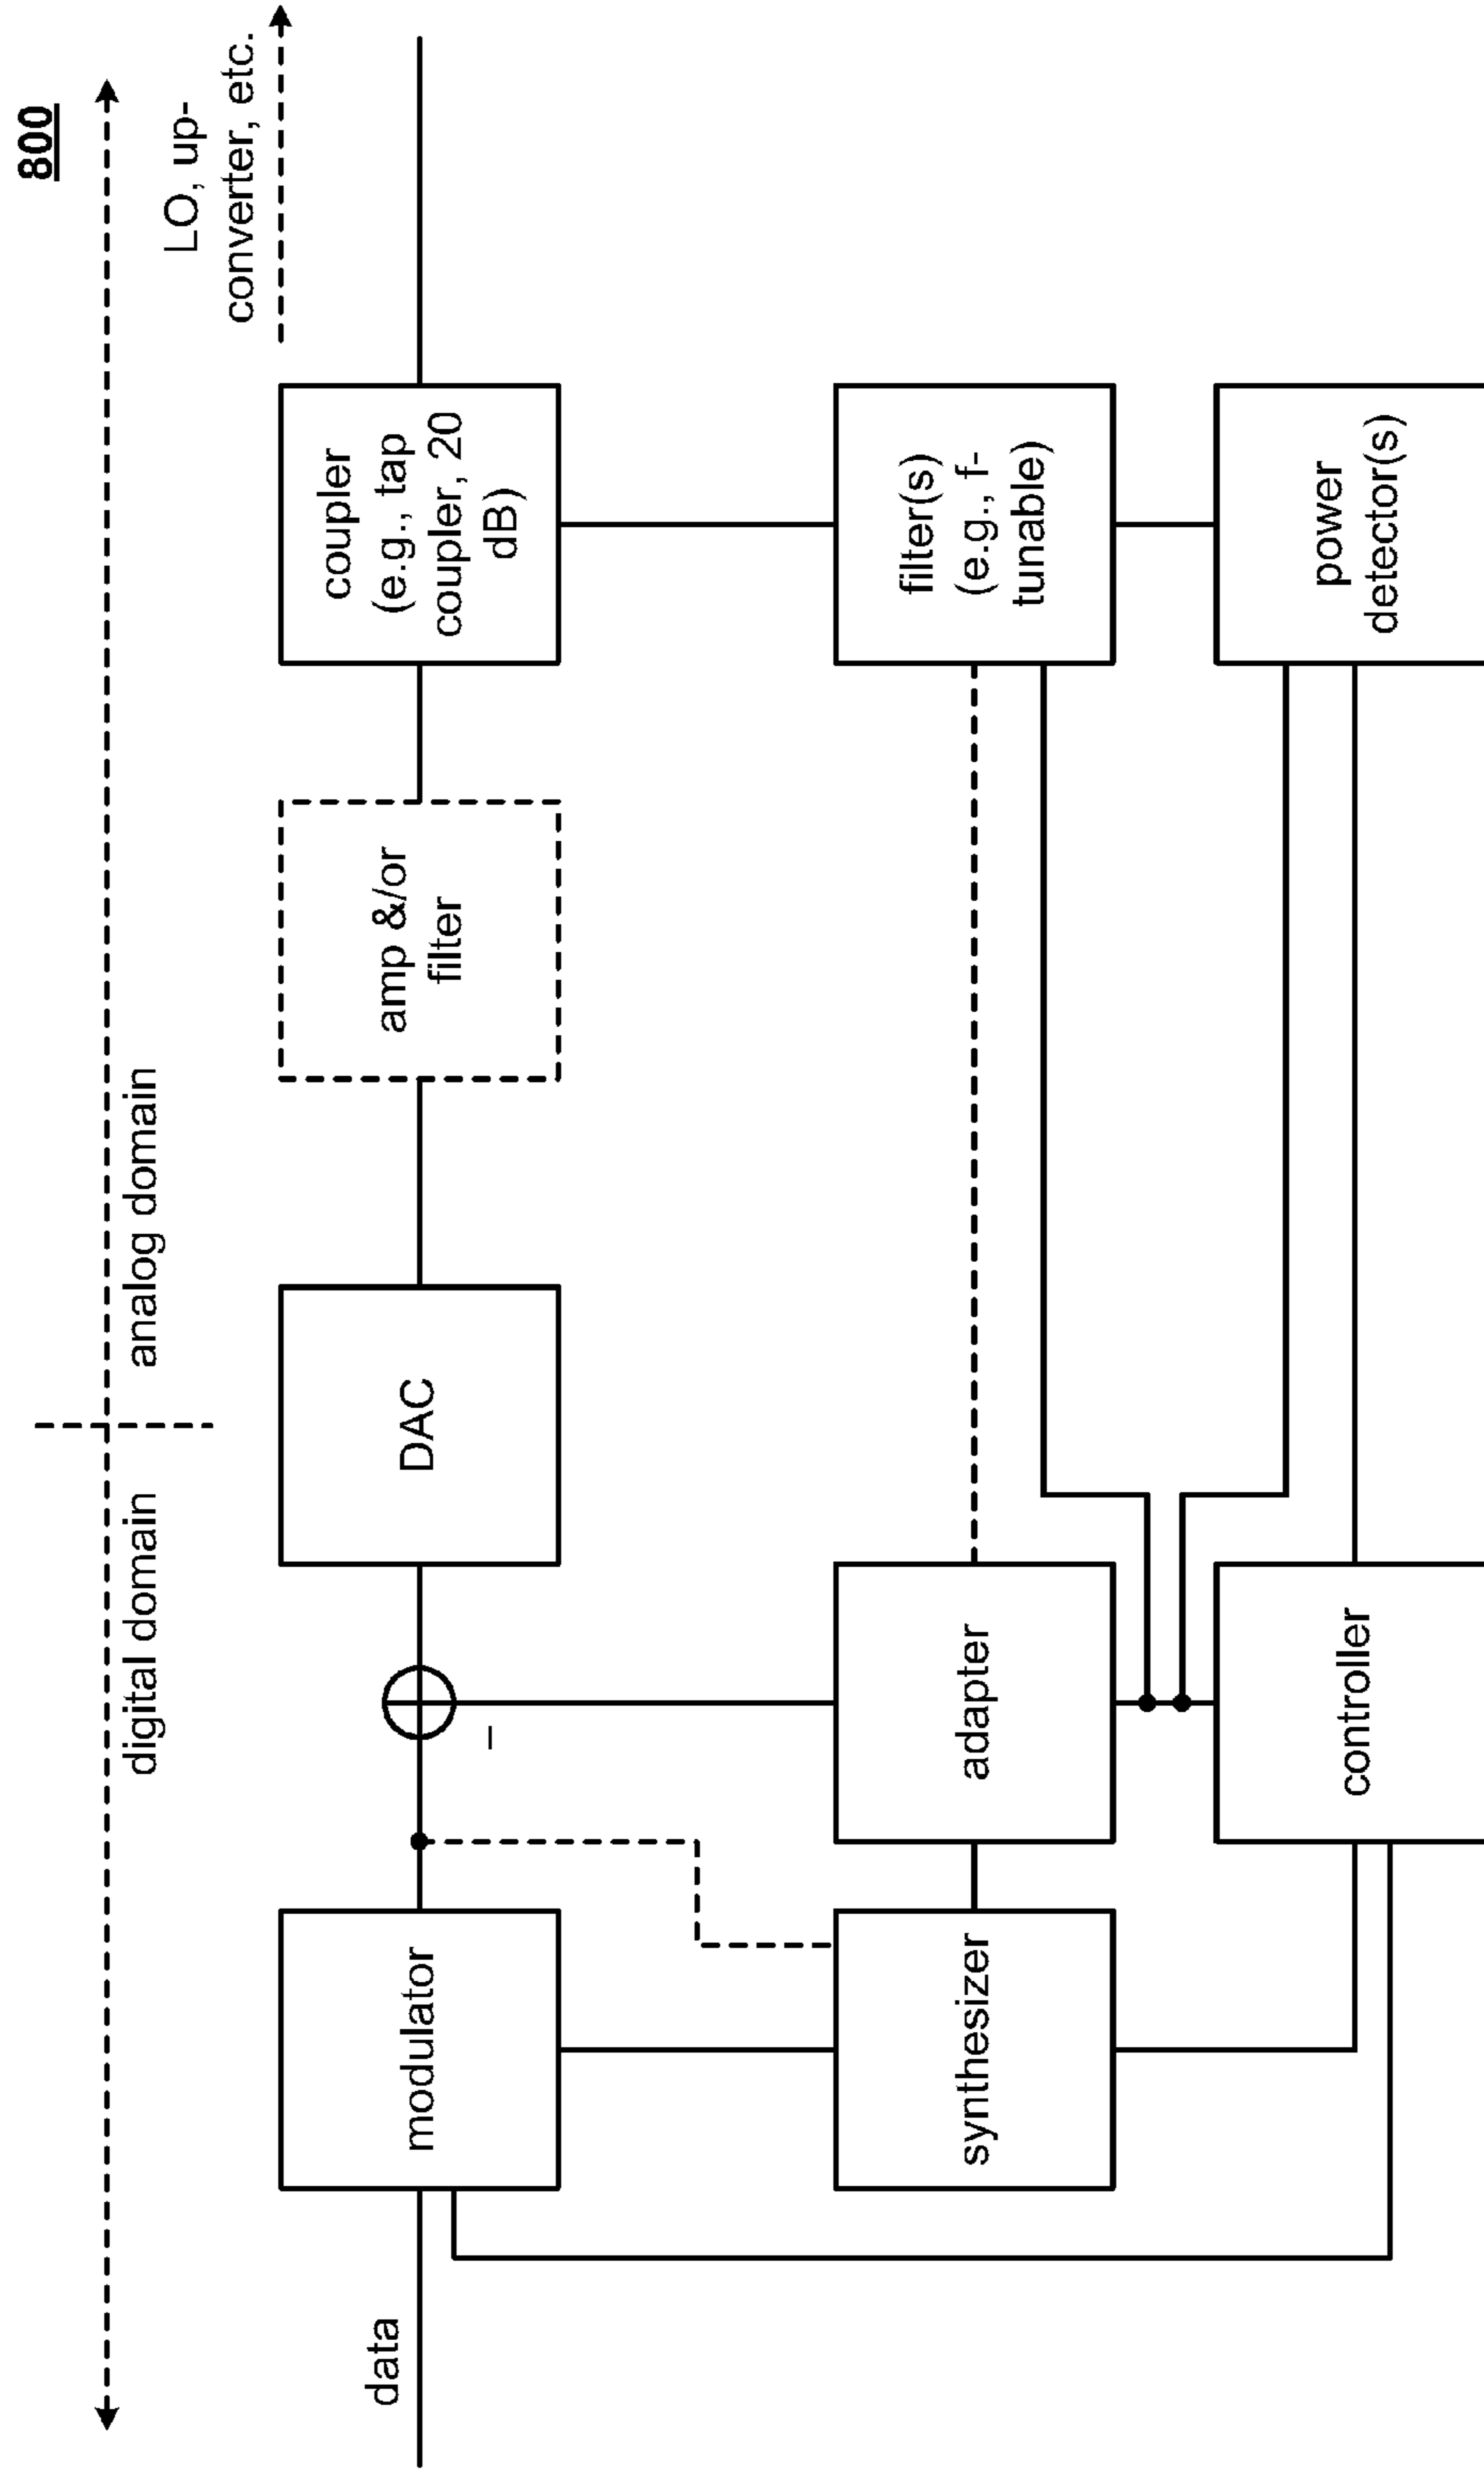 800
LO, up-
converter, etc.
digital domain
analog domain
data
modulator
–
DAC
amp &/or
filter
coupler
(e.g., tap
coupler, 20
dB)
synthesizer
adapter
filter(s)
(e.g., f-
tunable)
controller
power
detector(s)